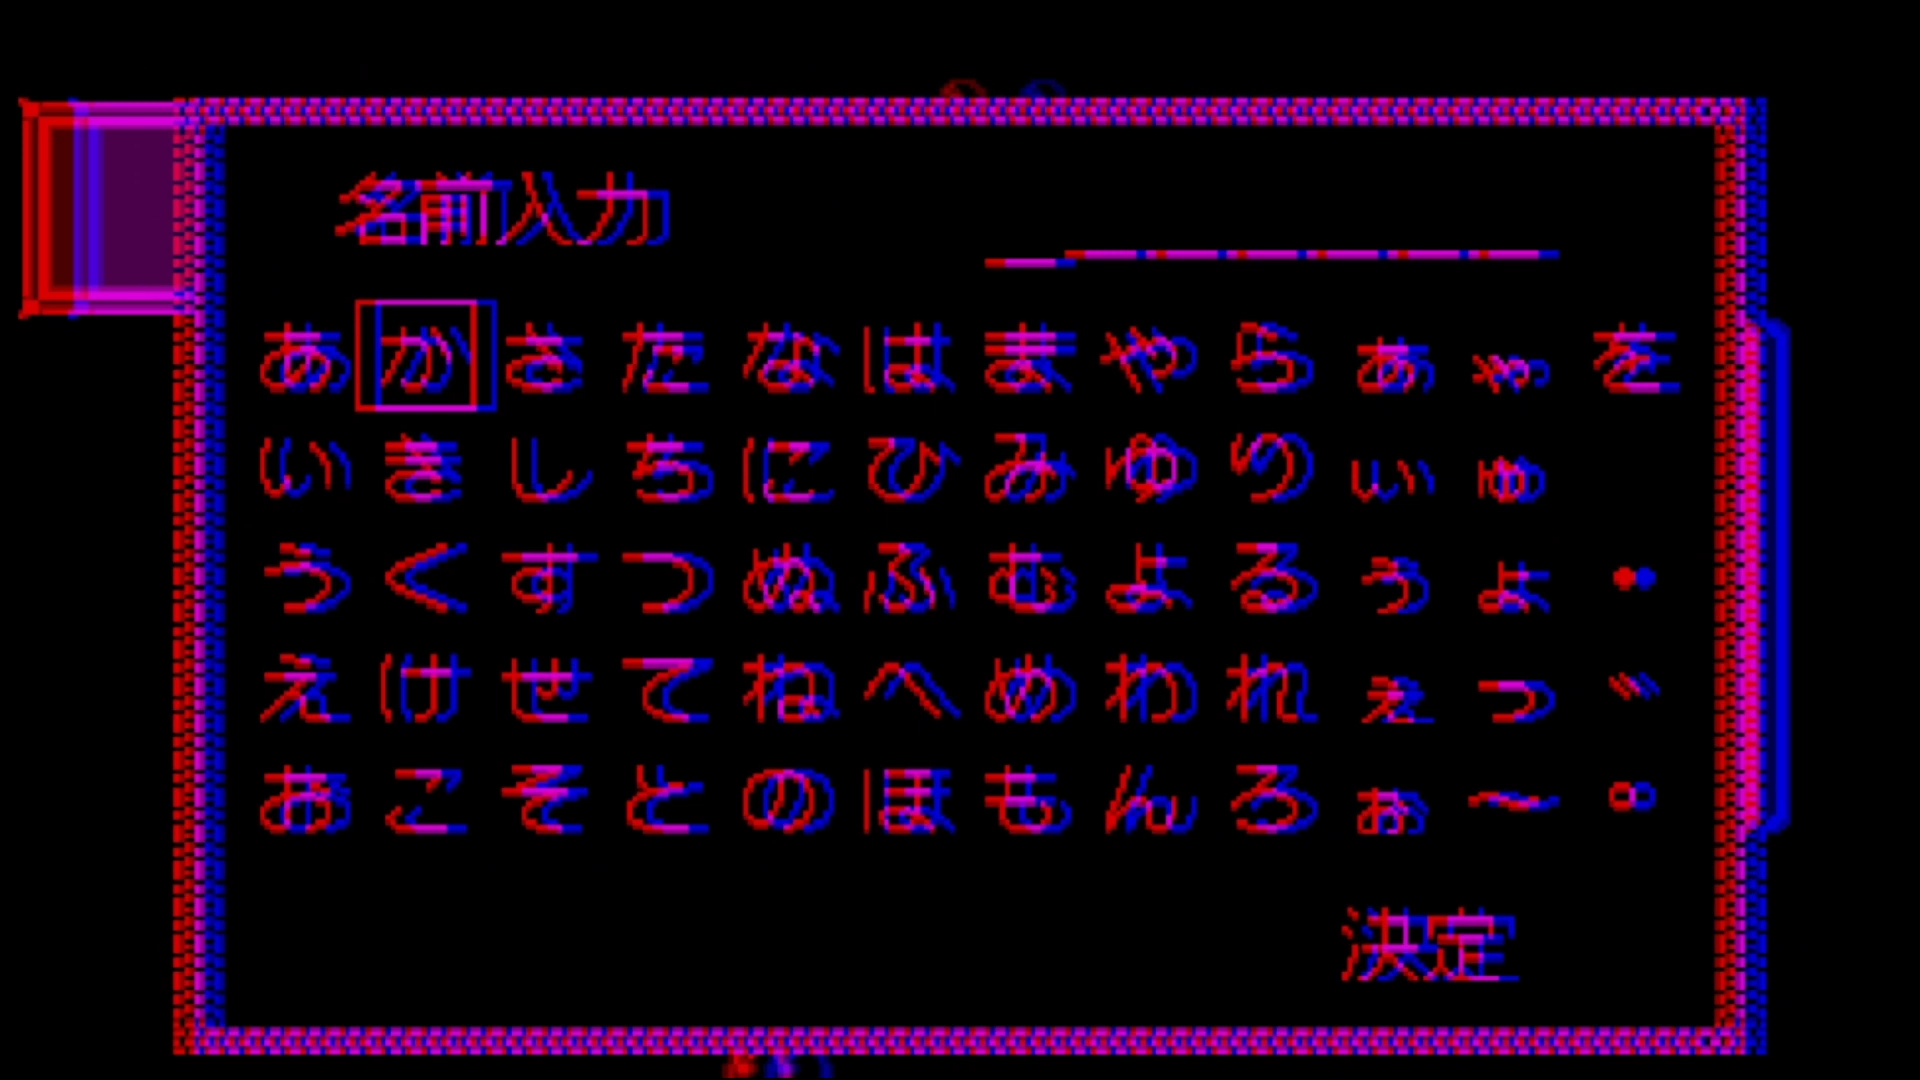 名前入力
あ か さ た な は ま や ら ぁ ゃ を
い き し ち に ひ み ゆ り ぃ ゅ
う く す つ ぬ ふ む よ る ぅ ょ ・
え け せ て ね へ め わ れ ぇ っ ゛
お こ そ と の ほ も ん ろ ぉ ～ ゜
決定